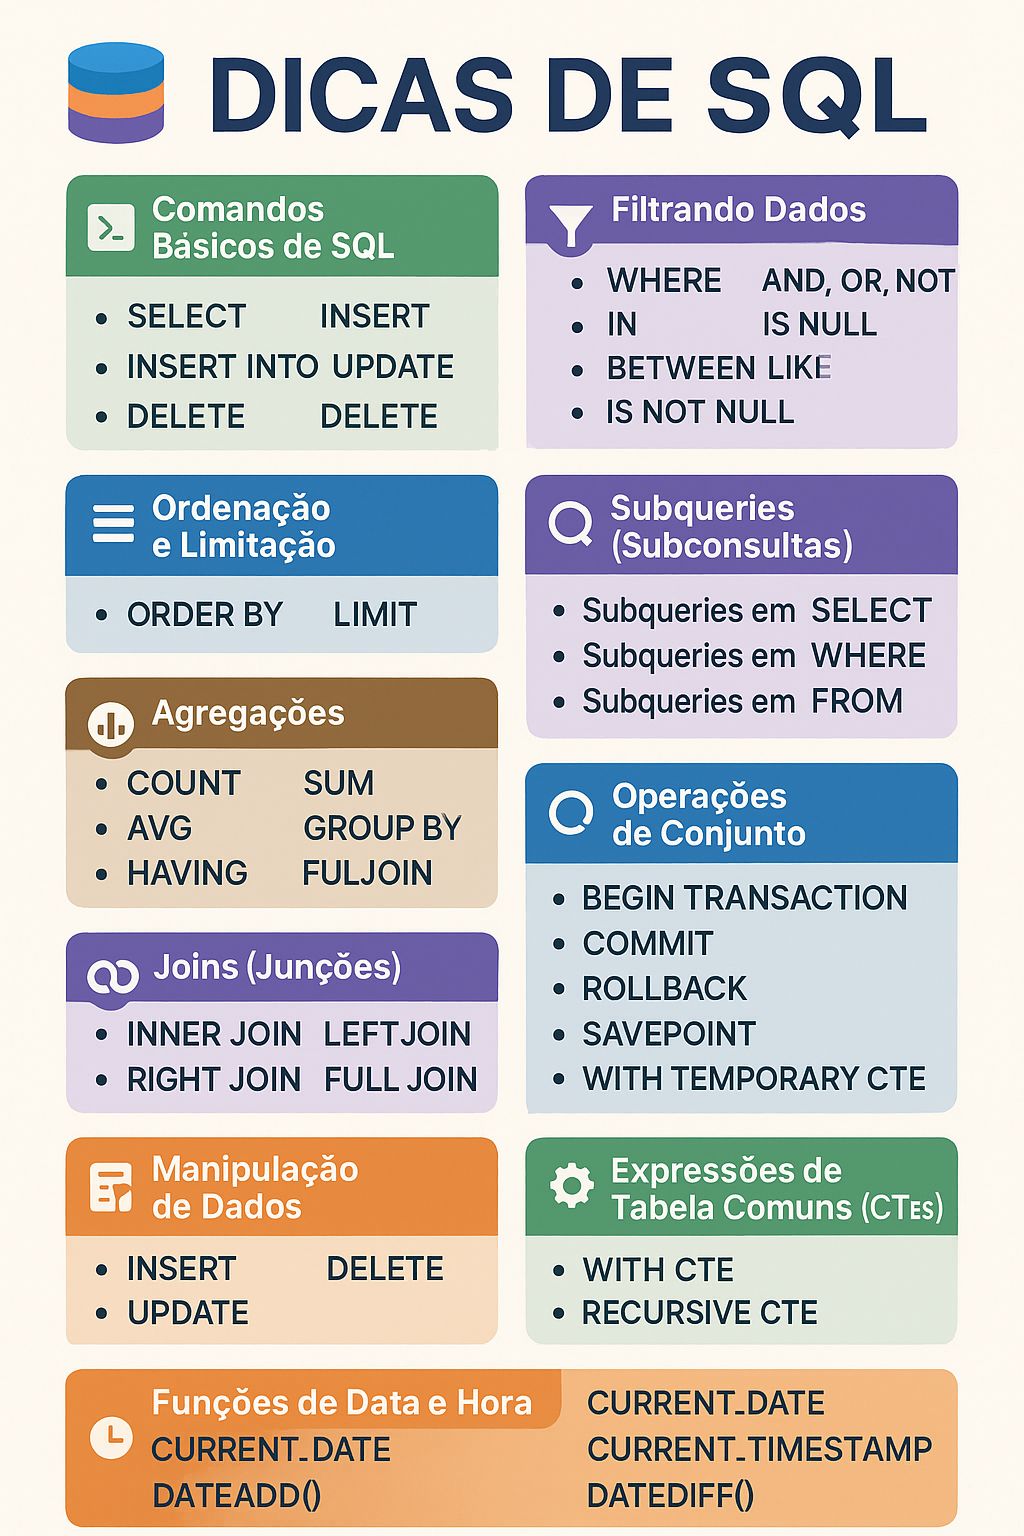 DICAS DE SQL
Comandos
Básicos de SQL
• SELECT INSERT
• INSERT INTO UPDATE
• DELETE DELETE
Filtrando Dados
• WHERE AND, OR, NOT
• IN IS NULL
• BETWEEN LIKE
• IS NOT NULL
Ordenação
e Limitação
• ORDER BY LIMIT
Subqueries
(Subconsultas)
• Subqueries em SELECT
• Subqueries em WHERE
• Subqueries em FROM
Agregações
• COUNT SUM
• AVG GROUP BY
• HAVING FULJOIN
Operações
de Conjunto
• BEGIN TRANSACTION
• COMMIT
• ROLLBACK
• SAVEPOINT
• WITH TEMPORARY CTE
Joins (Junções)
• INNER JOIN LEFTJOIN
• RIGHT JOIN FULL JOIN
Manipulação
de Dados
• INSERT DELETE
• UPDATE
Expressões de
Tabela Comuns (CTEs)
• WITH CTE
• RECURSIVE CTE
Funções de Data e Hora
CURRENT_DATE
DATEADD()
CURRENT_DATE
CURRENT_TIMESTAMP
DATEDIFF()